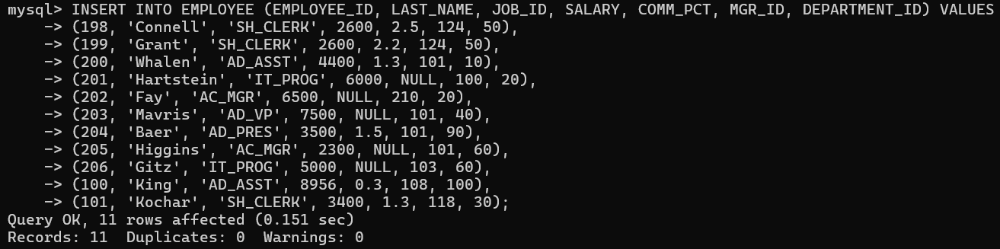 mysql> INSERT INTO EMPLOYEE (EMPLOYEE_ID, LAST_NAME, JOB_ID, SALARY, COMM_PCT, MGR_ID, DEPARTMENT_ID) VALUES
    -> (198, 'Connell', 'SH_CLERK', 2600, 2.5, 124, 50),
    -> (199, 'Grant', 'SH_CLERK', 2600, 2.2, 124, 50),
    -> (200, 'Whalen', 'AD_ASST', 4400, 1.3, 101, 10),
    -> (201, 'Hartstein', 'IT_PROG', 6000, NULL, 100, 20),
    -> (202, 'Fay', 'AC_MGR', 6500, NULL, 210, 20),
    -> (203, 'Mavris', 'AD_VP', 7500, NULL, 101, 40),
    -> (204, 'Baer', 'AD_PRES', 3500, 1.5, 101, 90),
    -> (205, 'Higgins', 'AC_MGR', 2300, NULL, 101, 60),
    -> (206, 'Gitz', 'IT_PROG', 5000, NULL, 103, 60),
    -> (100, 'King', 'AD_ASST', 8956, 0.3, 108, 100),
    -> (101, 'Kochar', 'SH_CLERK', 3400, 1.3, 118, 30);
Query OK, 11 rows affected (0.151 sec)
Records: 11  Duplicates: 0  Warnings: 0